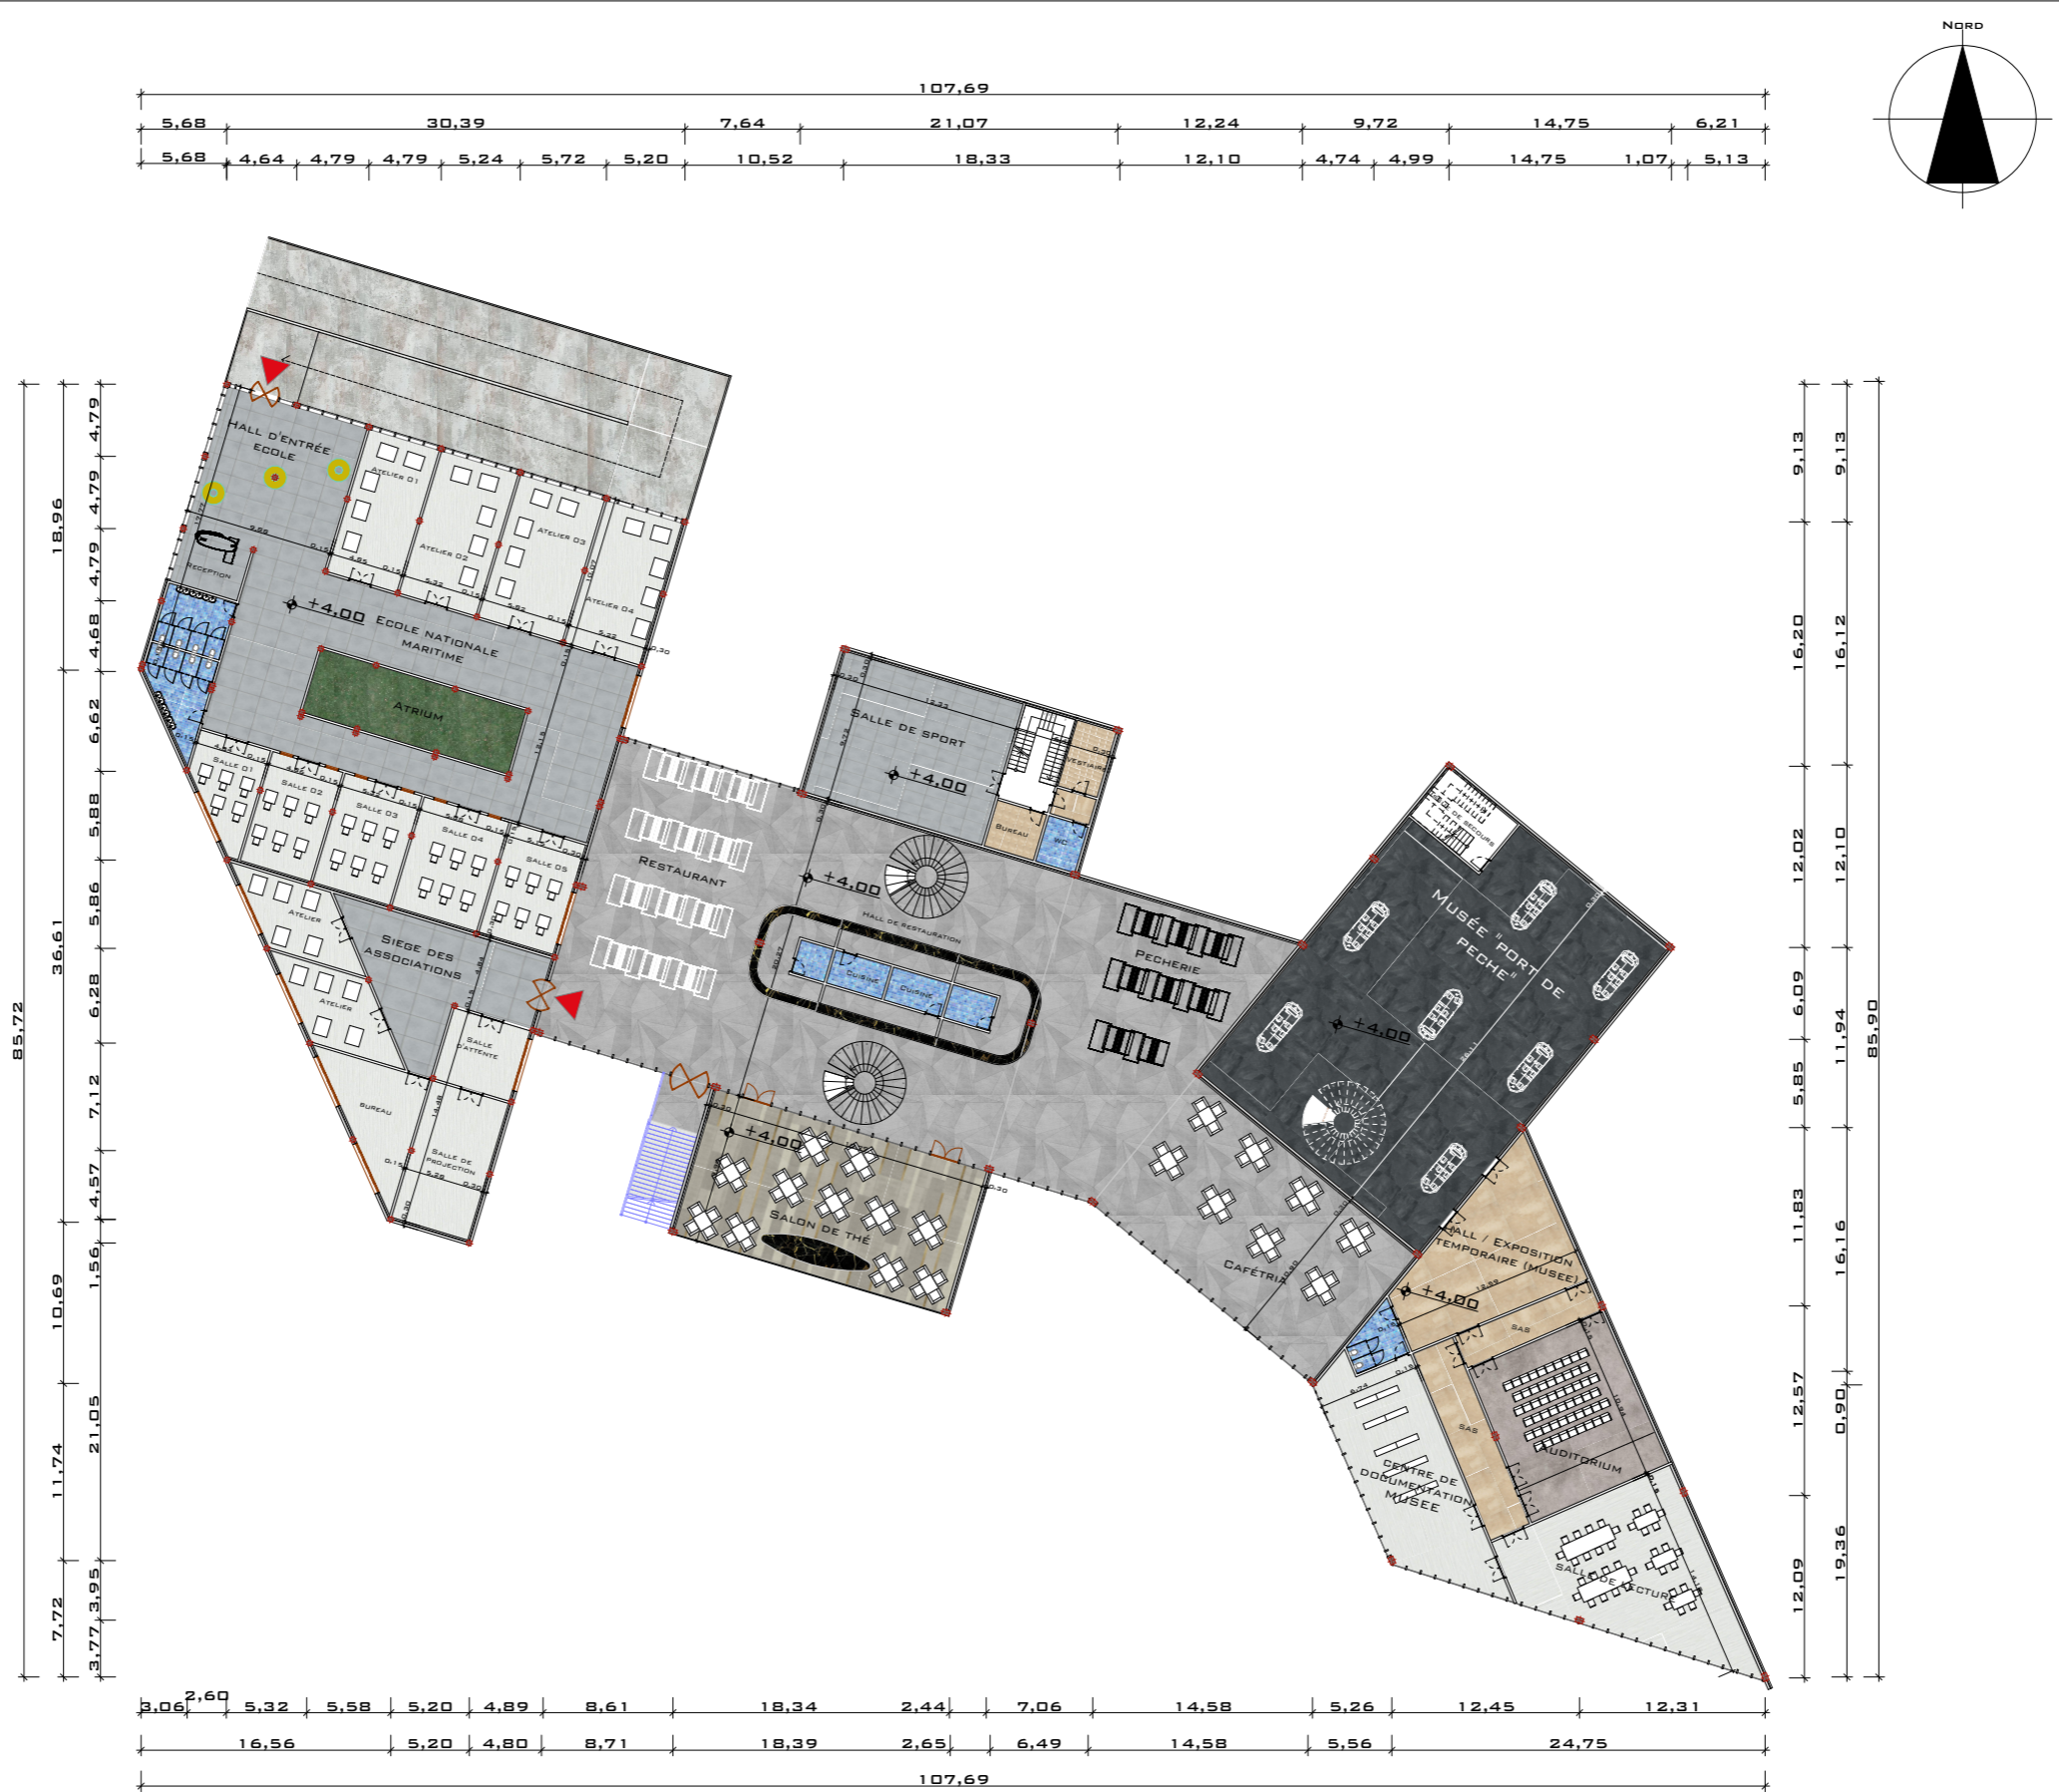 Nord
107,69
5,68 30,39 7,64 21,07 12,24 9,72 14,75 6,21
5,68 4,64 4,79 4,79 5,24 5,72 5,20 10,52 18,33 12,10 4,74 4,99 14,75 1,07 5,13
85,72
18,96
36,61
10,69
11,74
7,72
4,79
4,79
4,79
4,68
6,62
5,88
5,86
6,28
7,12
4,57
1,56
21,05
3,95
3,77
Hall d'entrée
ecole
Atelier 01
Atelier 02
Atelier 03
Atelier 04
Reception
+4,00
Ecole nationale
maritime
Atrium
Salle 01
Salle 02
Salle 03
Salle 04
Salle 05
Atelier
Atelier
Siege des
associations
Salle
d'attente
Bureau
Salle de
projection
Salle de sport
+4,00
Vestiaire
Bureau
WC
Restaurant
+4,00
Hall de restauration
Cuisine
Cuisine
Pecherie
+4,00
Salon de thé
Cafétria
Musée "port de
peche"
+4,00
Hall / Exposition
temporaire (musee)
+4,00
SAS
SAS
Auditorium
Centre de
documentation
musee
Salle de lecture
9,13
16,20
12,02
6,09
5,85
11,83
12,57
12,09
9,13
16,12
12,10
11,94
16,16
0,90
19,36
85,90
3,06 2,60 5,32 5,58 5,20 4,89 8,61 18,34 2,44 7,06 14,58 5,26 12,45 12,31
16,56 5,20 4,80 8,71 18,39 2,65 6,49 14,58 5,56 24,75
107,69